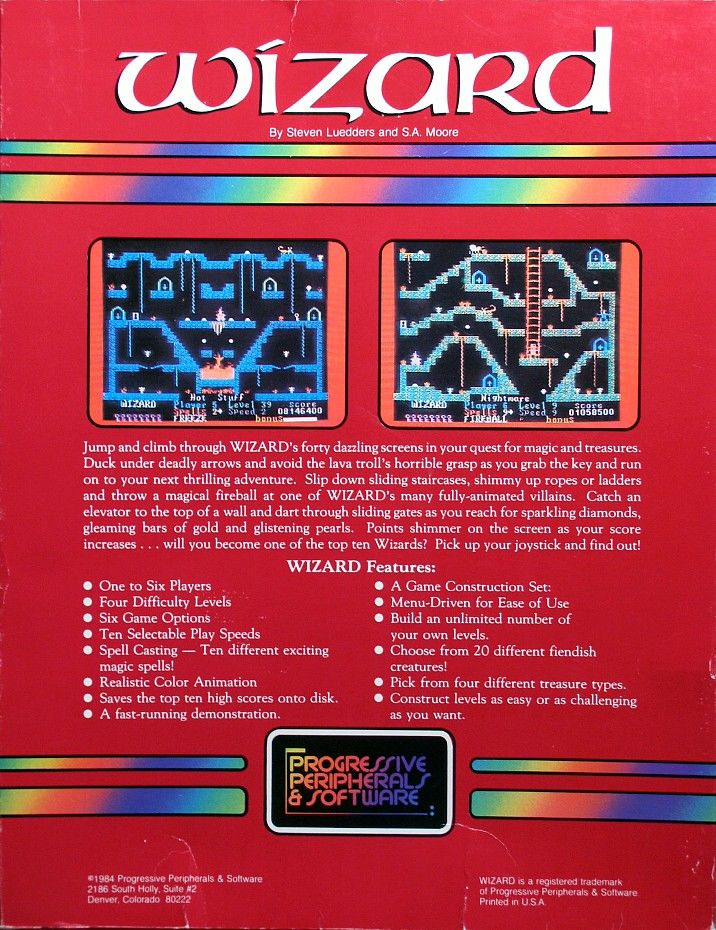 wizard
By Steven Luedders and S.A. Moore
Hot Stuff
WIZARD Player 5 Level 39 Score
Spells 2 Speed 2 08146400
FREEZE bonus
Nightmare
WIZARD Player Level 9 Score
Spells 9 Speed 2 01058500
FIREBALL bonus
Jump and climb through WIZARD's forty dazzling screens in your quest for magic and treasures.
Duck under deadly arrows and avoid the lava troll's horrible grasp as you grab the key and run
on to your next thrilling adventure. Slip down sliding staircases, shimmy up ropes or ladders
and throw a magical fireball at one of WIZARD's many fully-animated villains. Catch an
elevator to the top of a wall and dart through sliding gates as you reach for sparkling diamonds,
gleaming bars of gold and glistening pearls. Points shimmer on the screen as your score
increases . . . will you become one of the top ten Wizards? Pick up your joystick and find out!
WIZARD Features:
● One to Six Players
● Four Difficulty Levels
● Six Game Options
● Ten Selectable Play Speeds
● Spell Casting — Ten different exciting
magic spells!
● Realistic Color Animation
● Saves the top ten high scores onto disk.
● A fast-running demonstration.
● A Game Construction Set:
● Menu-Driven for Ease of Use
● Build an unlimited number of
your own levels.
● Choose from 20 different fiendish
creatures!
● Pick from four different treasure types.
● Construct levels as easy or as challenging
as you want.
PROGRESSIVE
PERIPHERALS
& SOFTWARE
©1984 Progressive Peripherals & Software
2186 South Holly, Suite #2
Denver, Colorado 80222
WIZARD is a registered trademark
of Progressive Peripherals & Software.
Printed in U.S.A.